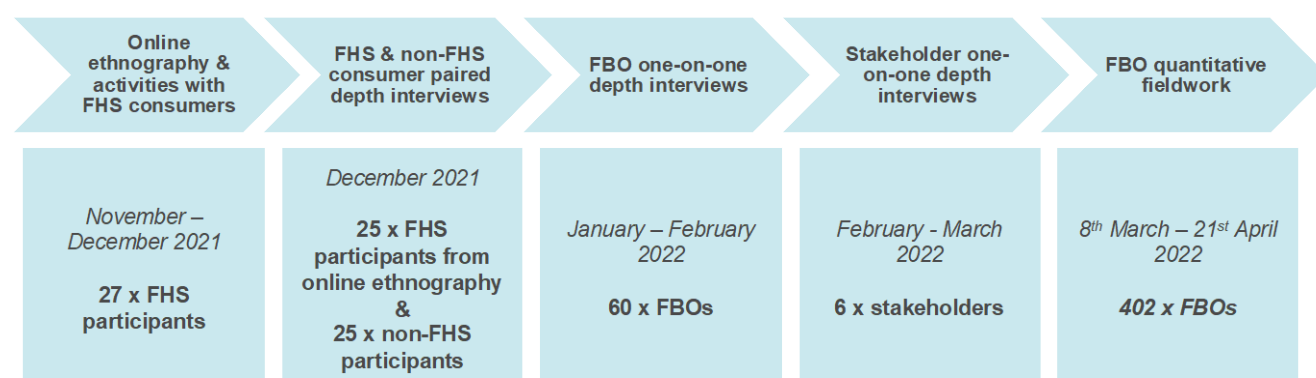 Online
ethnography &
activities with
FHS consumers
FHS & non-FHS
consumer paired
depth interviews
FBO one-on-one
depth interviews
Stakeholder one-
on-one depth
interviews
FBO quantitative
fieldwork
November –
December 2021
27 x FHS
participants
December 2021
25 x FHS
participants from
online ethnography
&
25 x non-FHS
participants
January – February
2022
60 x FBOs
February - March
2022
6 x stakeholders
8th March – 21st April
2022
402 x FBOs